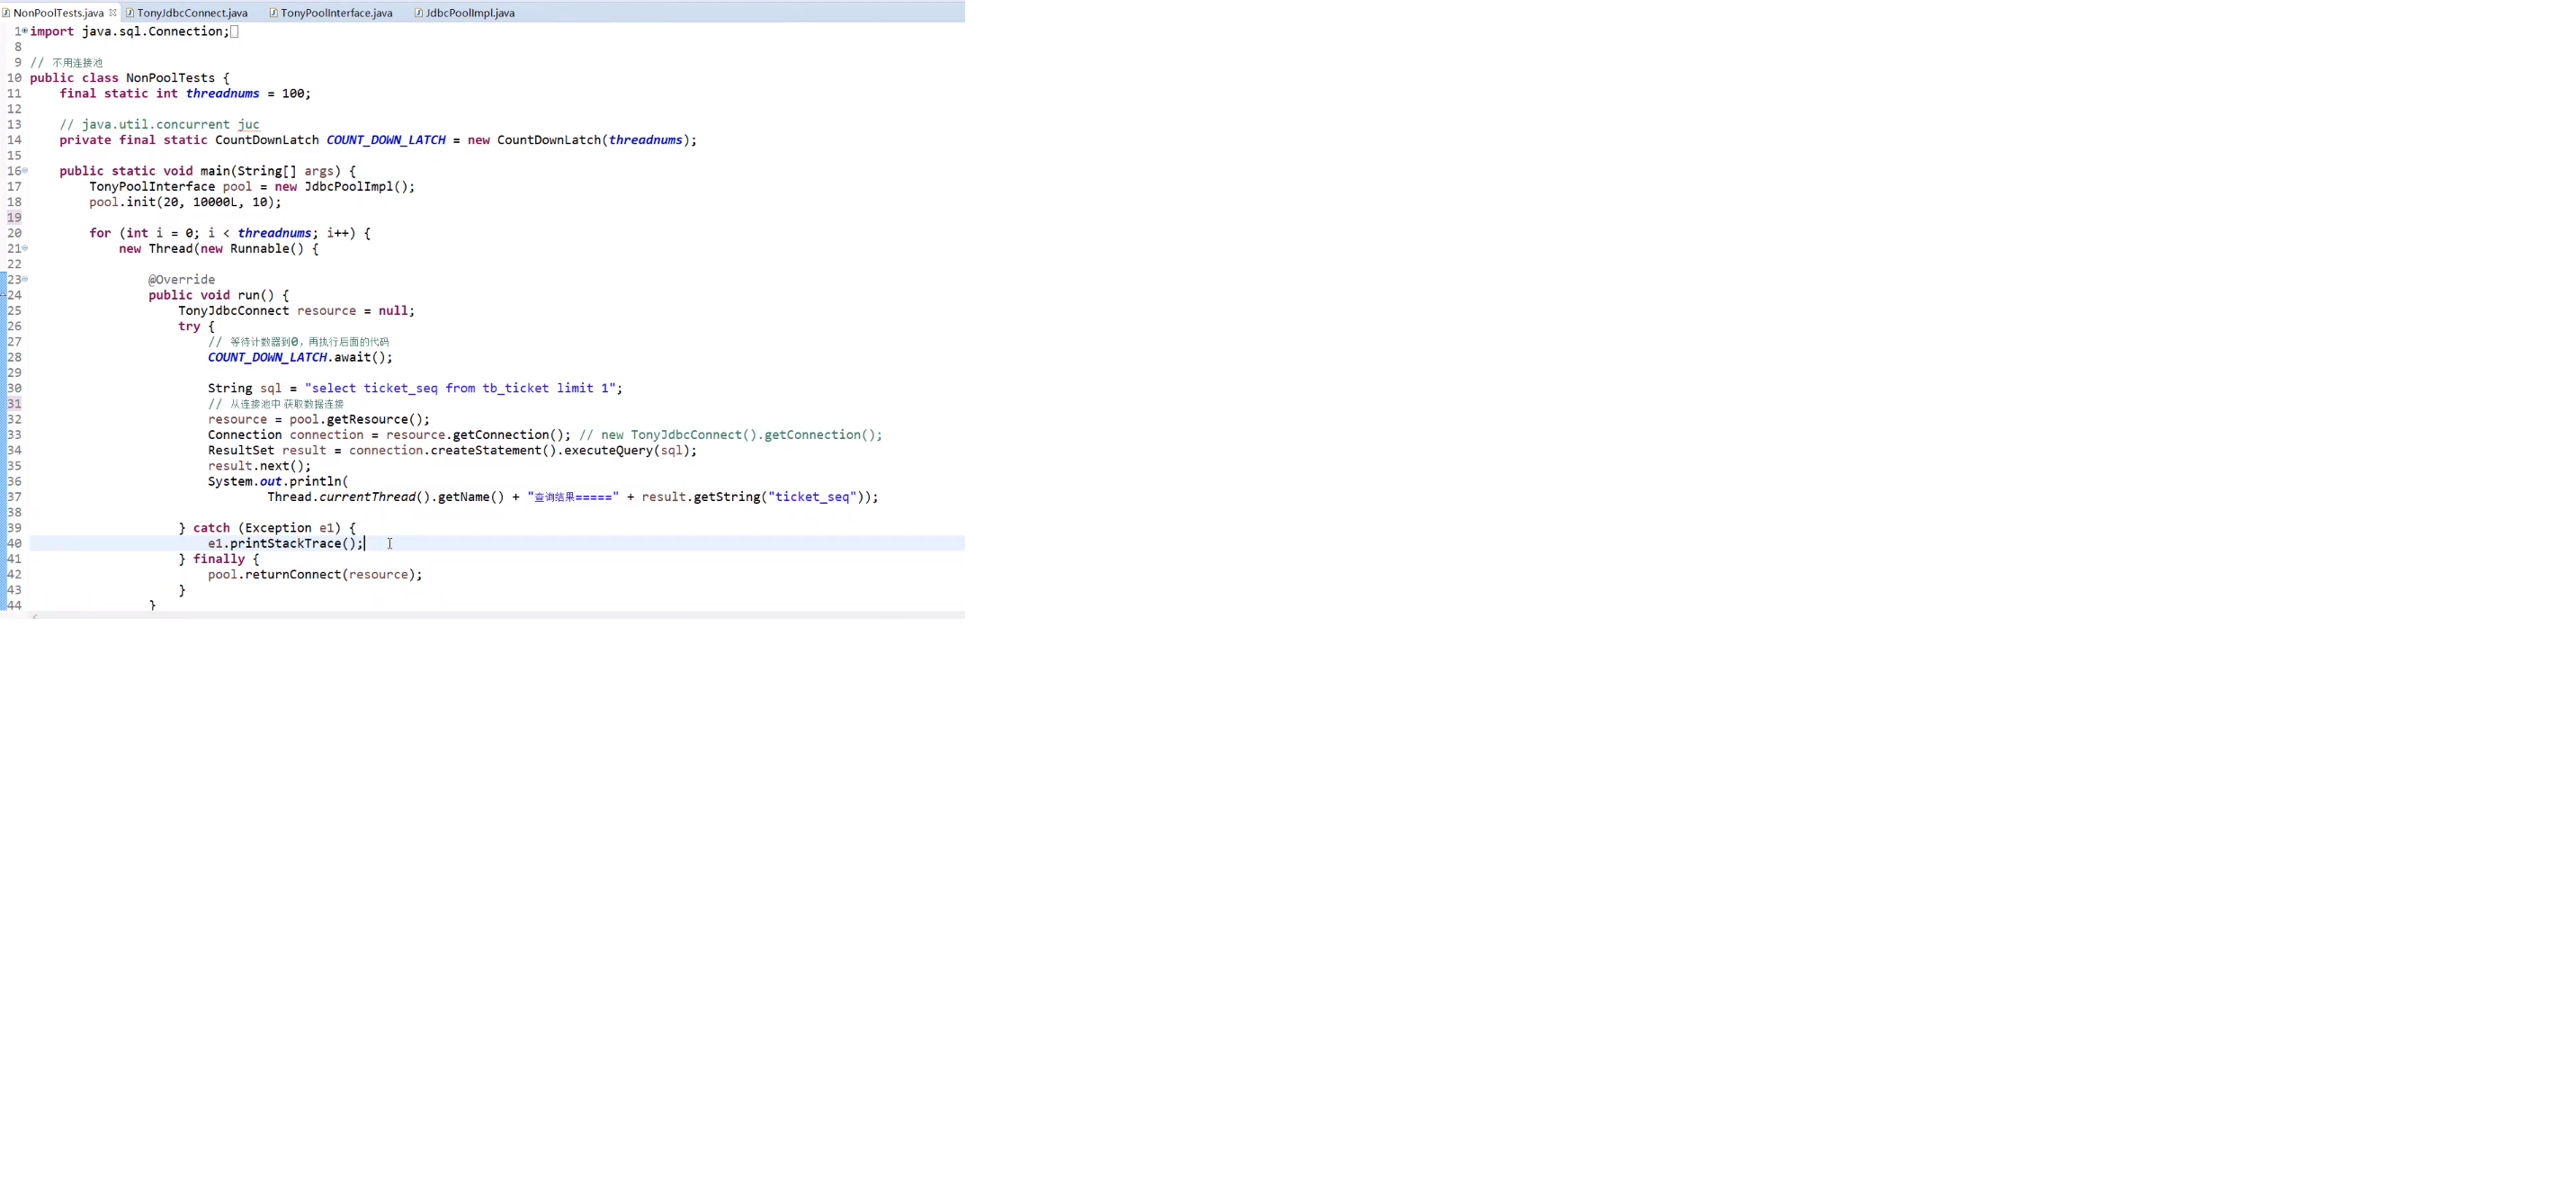 NonPoolTests.java TonyJdbcConnect.java TonyPoolInterface.java JdbcPoolImpl.java
1 import java.sql.Connection;
8
9 // 不用连接池
10 public class NonPoolTests {
11 final static int threadnums = 100;
12
13 // java.util.concurrent juc
14 private final static CountDownLatch COUNT_DOWN_LATCH = new CountDownLatch(threadnums);
15
16 public static void main(String[] args) {
17 TonyPoolInterface pool = new JdbcPoolImpl();
18 pool.init(20, 10000L, 10);
19
20 for (int i = 0; i < threadnums; i++) {
21 new Thread(new Runnable() {
22
23 @Override
24 public void run() {
25 TonyJdbcConnect resource = null;
26 try {
27 // 等待计数器到0，再执行后面的代码
28 COUNT_DOWN_LATCH.await();
29
30 String sql = "select ticket_seq from tb_ticket limit 1";
31 // 从连接池中 获取数据连接
32 resource = pool.getResource();
33 Connection connection = resource.getConnection(); // new TonyJdbcConnect().getConnection();
34 ResultSet result = connection.createStatement().executeQuery(sql);
35 result.next();
36 System.out.println(
37 Thread.currentThread().getName() + "查询结果=====" + result.getString("ticket_seq"));
38
39 } catch (Exception e1) {
40 e1.printStackTrace();
41 } finally {
42 pool.returnConnect(resource);
43 }
44 }